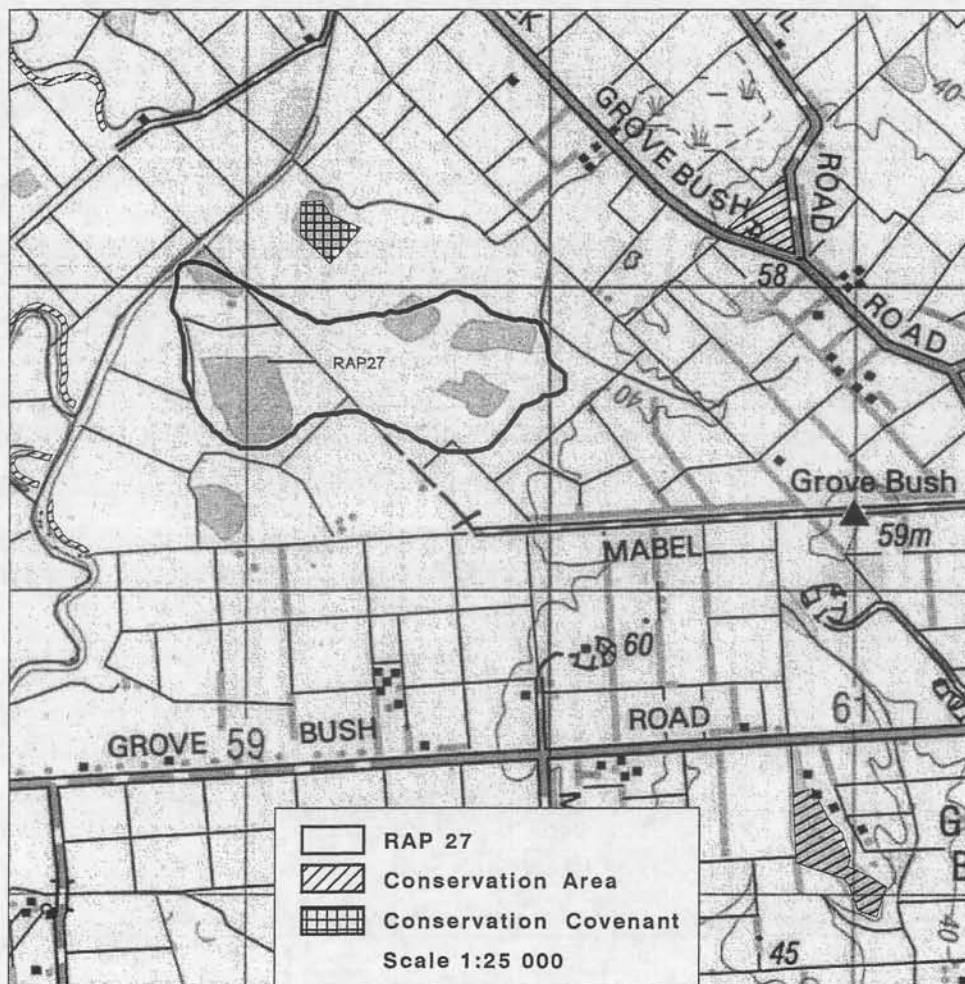 GROVE BUSH
ROAD
58
ROAD
RAP27
40
40
Grove Bush
59m
MABEL
60
61
GROVE 59 BUSH ROAD
RAP 27
Conservation Area
Conservation Covenant
Scale 1:25 000
G
B
45
40